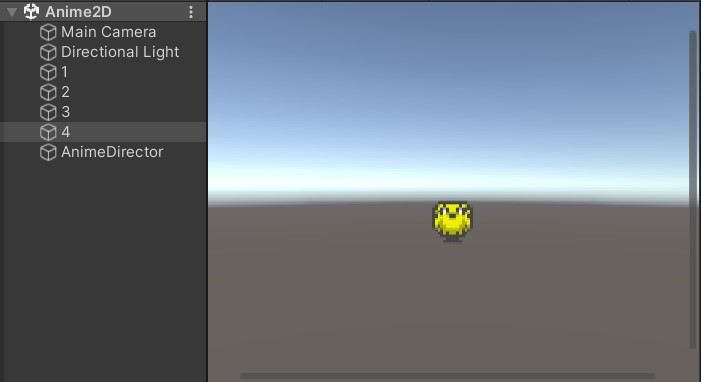 Anime2D
Main Camera
Directional Light
1
2
3
4
AnimeDirector